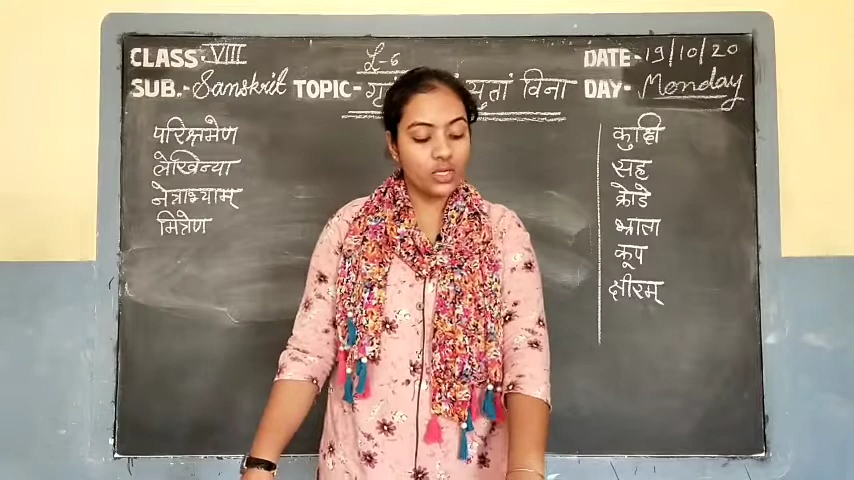 CLASS- VIII
SUB.- Sanskrit
L-6
TOPIC- विना
DATE- 19/10/20
DAY- Monday
परिश्रमेण
लेखिन्या
नेत्राभ्याम्
मित्रेण
सह
क्रोडे
भ्राता
कूप
क्षीरम्